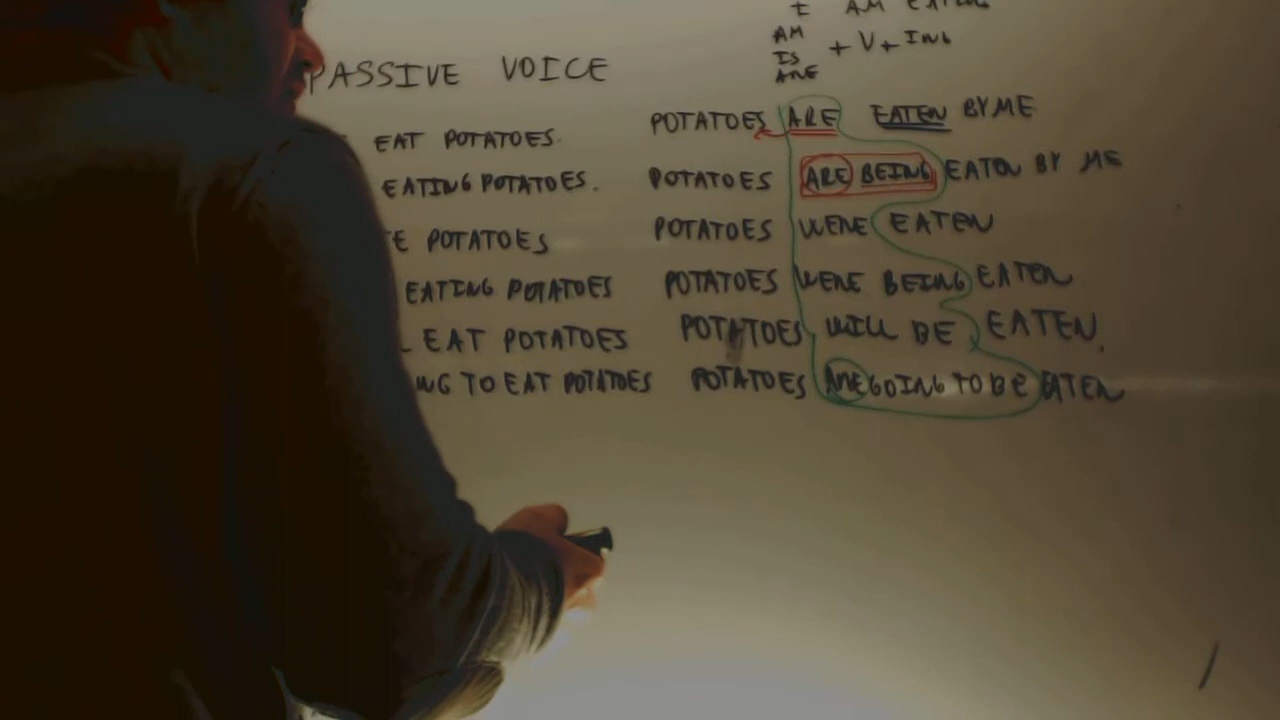 I AM EATING
AM
IS + V + ING
ARE
PASSIVE VOICE
EAT POTATOES. POTATOES ARE EATEN BY ME
EATING POTATOES. POTATOES ARE BEING EATEN BY ME
E POTATOES POTATOES WERE EATEN
EATING POTATOES POTATOES WERE BEING EATEN
EAT POTATOES POTATOES WILL BE EATEN.
NG TO EAT POTATOES POTATOES ARE GOING TO BE EATEN